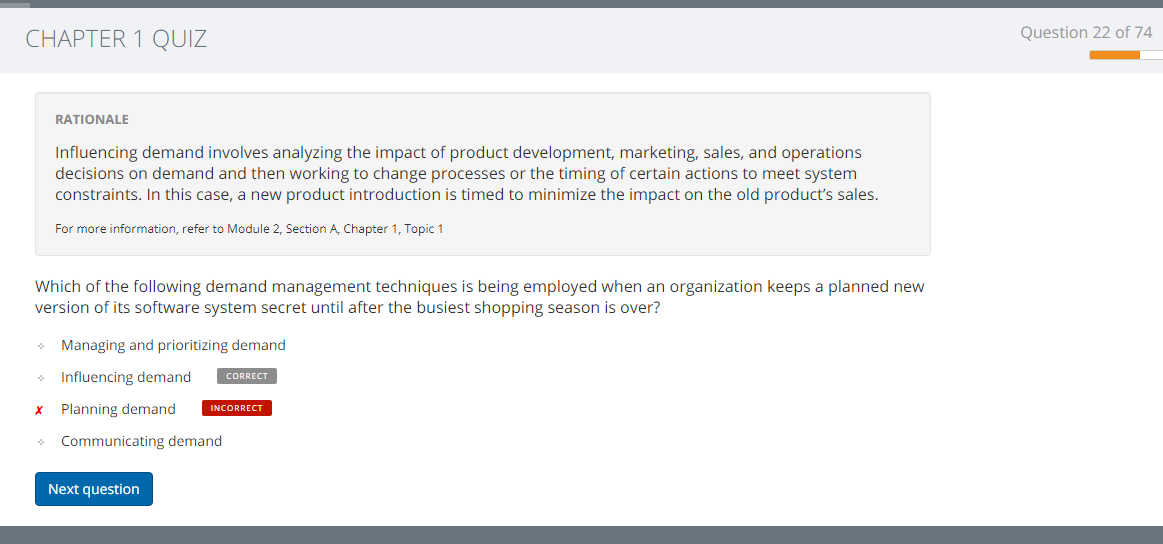 CHAPTER 1 QUIZ
Question 22 of 74
RATIONALE
Influencing demand involves analyzing the impact of product development, marketing, sales, and operations
decisions on demand and then working to change processes or the timing of certain actions to meet system
constraints. In this case, a new product introduction is timed to minimize the impact on the old product's sales.
For more information, refer to Module 2, Section A, Chapter 1, Topic 1
Which of the following demand management techniques is being employed when an organization keeps a planned new
version of its software system secret until after the busiest shopping season is over?
Managing and prioritizing demand
Influencing demand CORRECT
✗ Planning demand INCORRECT
Communicating demand
Next question